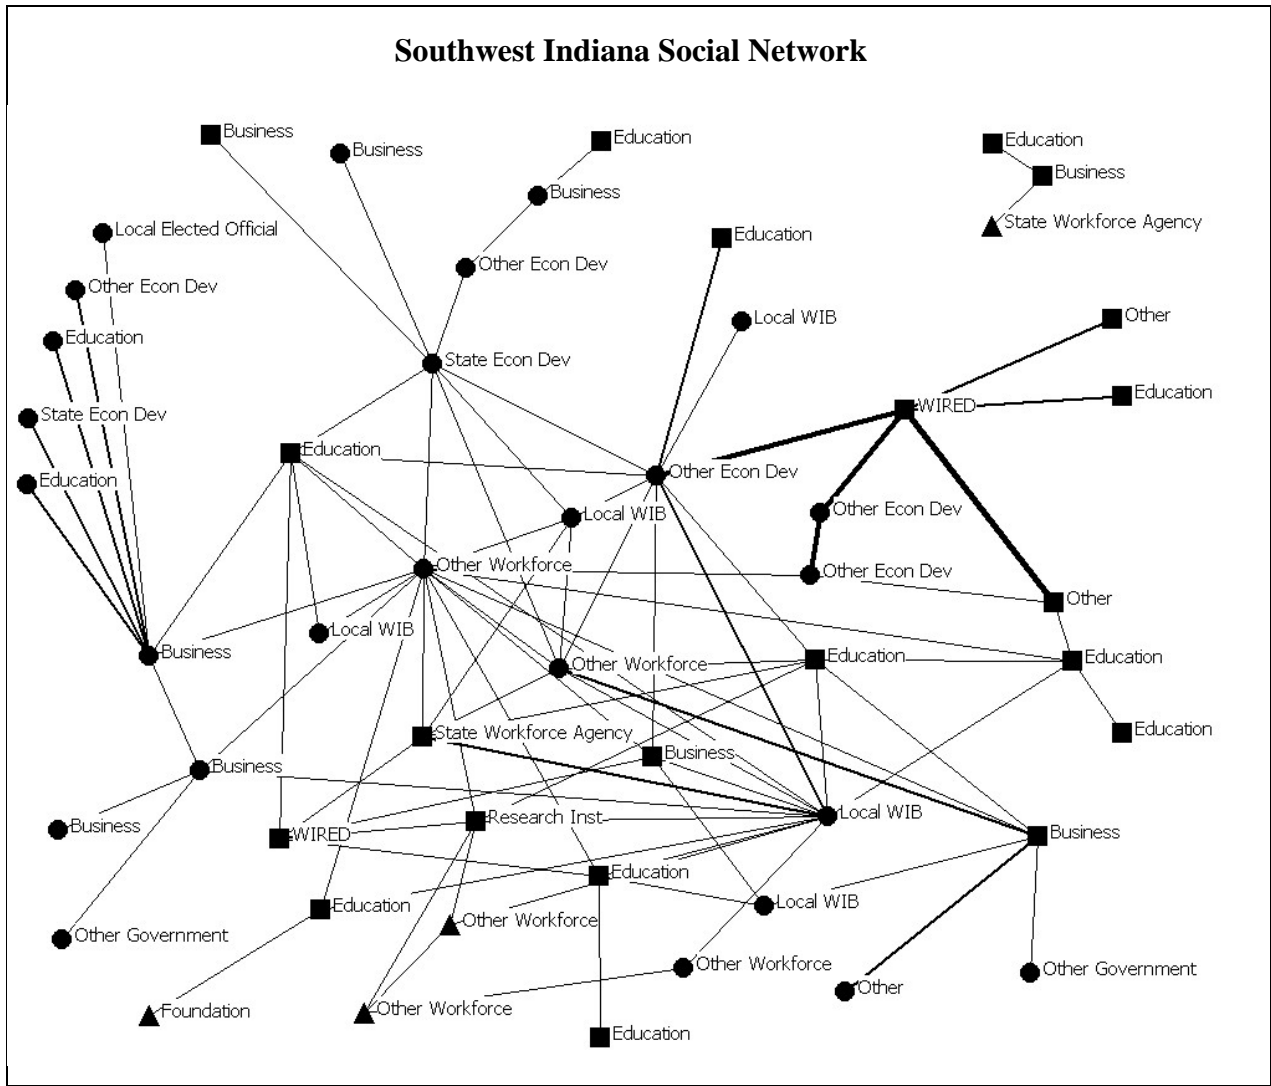 Southwest Indiana Social Network
Business
Business
Education
Education
Business
Business
State Workforce Agency
Local Elected Official
Education
Other Econ Dev
Other Econ Dev
Local WIB
Other
Education
State Econ Dev
Education
WIRED
State Econ Dev
Education
Other Econ Dev
Education
Local WIB
Other Econ Dev
Other Workforce
Other Econ Dev
Other
Local WIB
Business
Other Workforce
Education
Education
State Workforce Agency
Business
Education
Business
Business
WIRED
Research Inst
Local WIB
Business
Education
Education
Other Workforce
Local WIB
Other Government
Other Workforce
Other Government
Other
Foundation
Other Workforce
Education